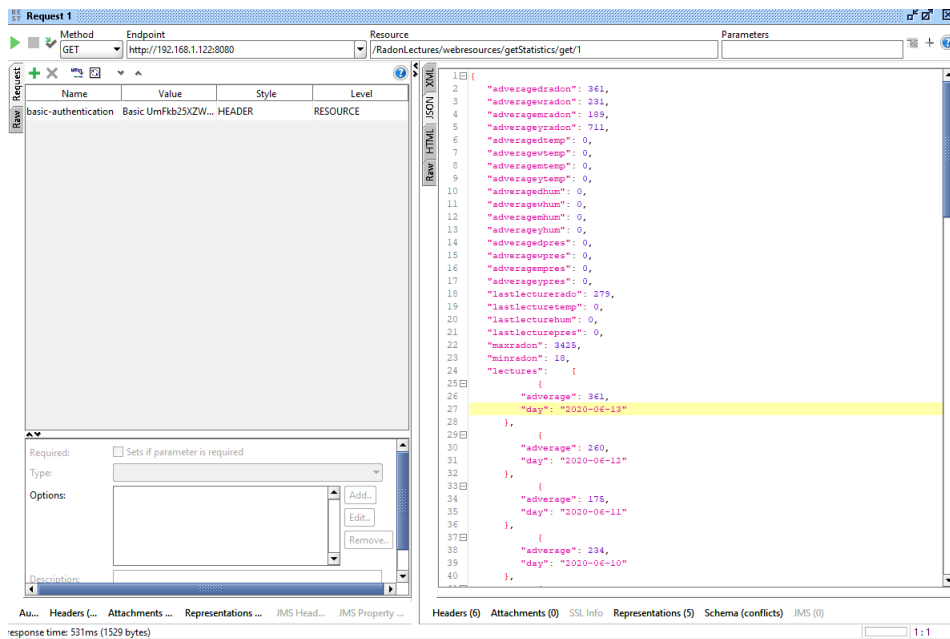 Request 1
Method Endpoint Resource Parameters
GET http://192.168.1.122:8080 /RadonLectures/webresources/getStatistics/get/1
Request
Raw
Name Value Style Level
basic-authentication Basic UmFkb25XZW... HEADER RESOURCE
Required: Sets if parameter is required
Type:
Options: Add..
Edit..
Remove..
Description:
Au... Headers (... Attachments ... Representations ... JMS Head... JMS Property ...
XML
JSON
HTML
Raw
1 {
2 "adveragedradon": 361,
3 "adveragewradon": 231,
4 "adveragemradon": 189,
5 "adverageyradon": 711,
6 "adveragedtemp": 0,
7 "adveragewtemp": 0,
8 "adveragemtemp": 0,
9 "adverageytemp": 0,
10 "adveragedhum": 0,
11 "adveragewhum": 0,
12 "adveragemhum": 0,
13 "adverageyhum": 0,
14 "adveragedpres": 0,
15 "adveragewpres": 0,
16 "adveragempres": 0,
17 "adverageypres": 0,
18 "lastlecturerado": 279,
19 "lastlecturetemp": 0,
20 "lastlecturehum": 0,
21 "lastlecturepres": 0,
22 "maxradon": 3425,
23 "minradon": 18,
24 "lectures": [
25 {
26 "adverage": 361,
27 "day": "2020-06-13"
28 },
29 {
30 "adverage": 260,
31 "day": "2020-06-12"
32 },
33 {
34 "adverage": 175,
35 "day": "2020-06-11"
36 },
37 {
38 "adverage": 234,
39 "day": "2020-06-10"
40 },
Headers (6) Attachments (0) SSL Info Representations (5) Schema (conflicts) JMS (0)
response time: 531ms (1529 bytes)
1 : 1